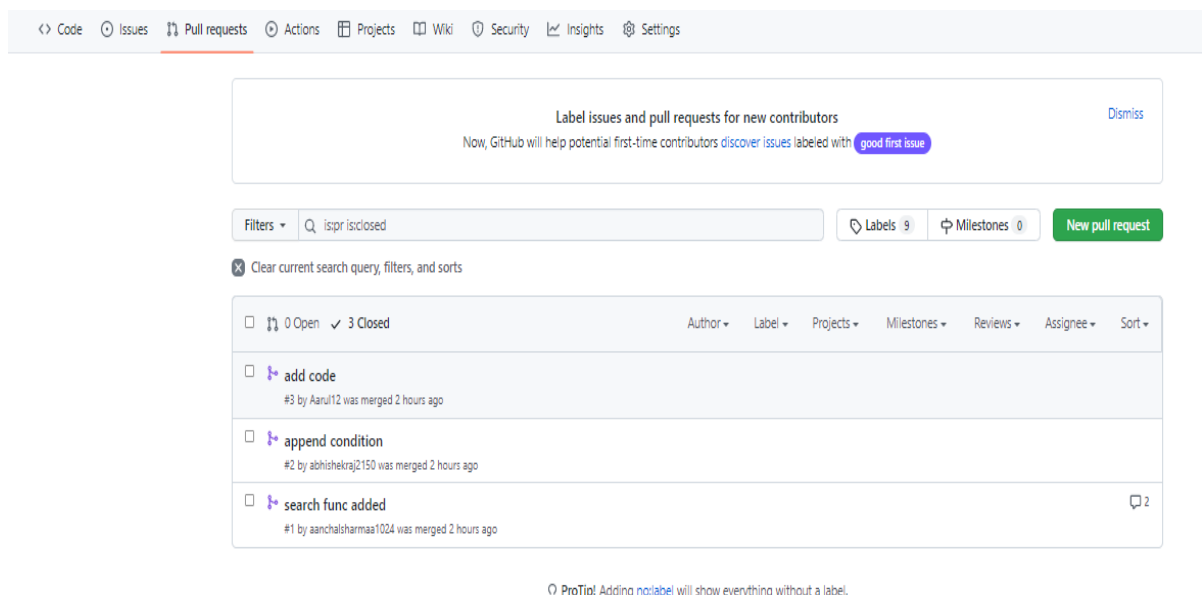 Code Issues Pull requests Actions Projects Wiki Security Insights Settings
Label issues and pull requests for new contributors
Dismiss
Now, GitHub will help potential first-time contributors discover issues labeled with good first issue
Filters is:pr is:closed Labels 9 Milestones 0 New pull request
Clear current search query, filters, and sorts
0 Open 3 Closed Author Label Projects Milestones Reviews Assignee Sort
add code
#3 by Aarul12 was merged 2 hours ago
append condition
#2 by abhishekraj2150 was merged 2 hours ago
search func added 2
#1 by aanchalsharmaa1024 was merged 2 hours ago
ProTip! Adding no:label will show everything without a label.